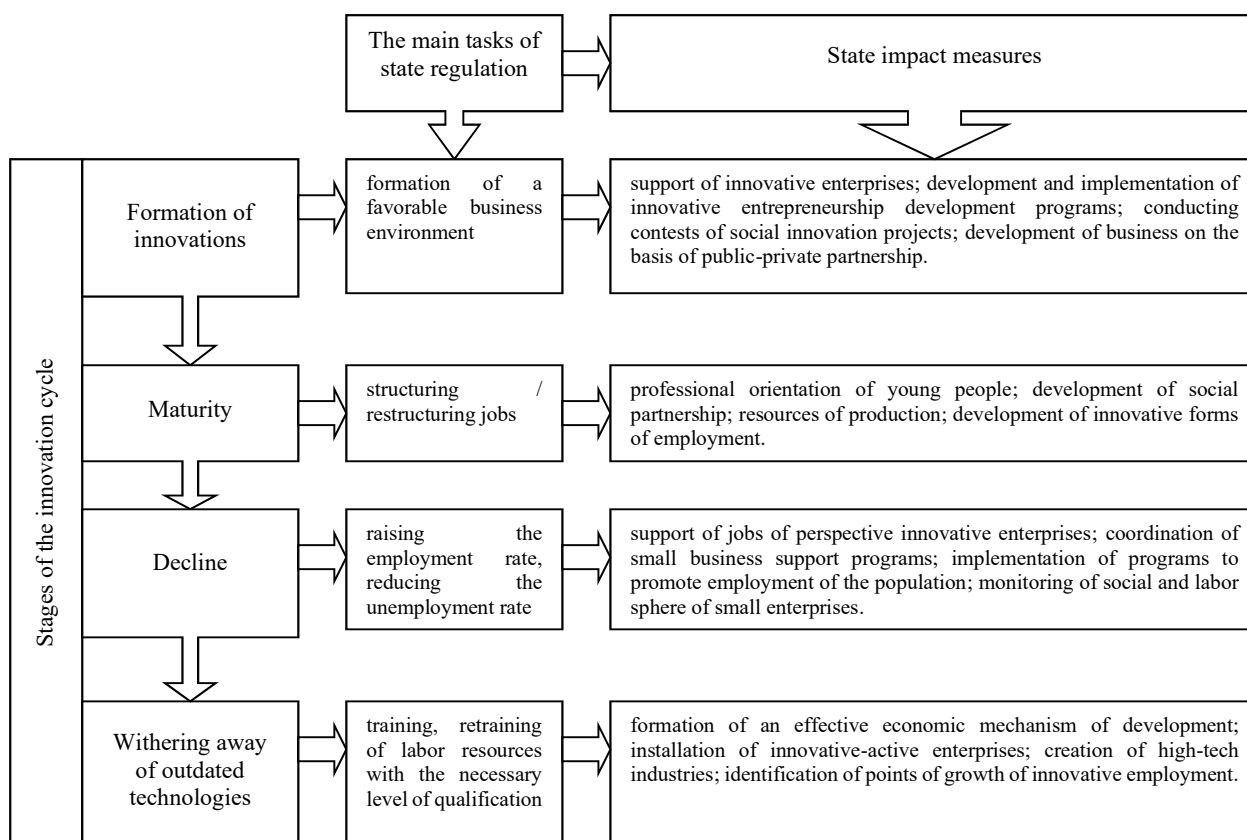 The main tasks of
state regulation
State impact measures
Stages of the innovation cycle
Formation of
innovations
formation of a
favorable business
environment
support of innovative enterprises; development and implementation of
innovative entrepreneurship development programs; conducting
contests of social innovation projects; development of business on the
basis of public-private partnership.
Maturity
structuring /
restructuring jobs
professional orientation of young people; development of social
partnership; resources of production; development of innovative forms
of employment.
Decline
raising the
employment rate,
reducing the
unemployment rate
support of jobs of perspective innovative enterprises; coordination of
small business support programs; implementation of programs to
promote employment of the population; monitoring of social and labor
sphere of small enterprises.
Withering away
of outdated
technologies
training, retraining
of labor resources
with the necessary
level of qualification
formation of an effective economic mechanism of development;
installation of innovative-active enterprises; creation of high-tech
industries; identification of points of growth of innovative employment.